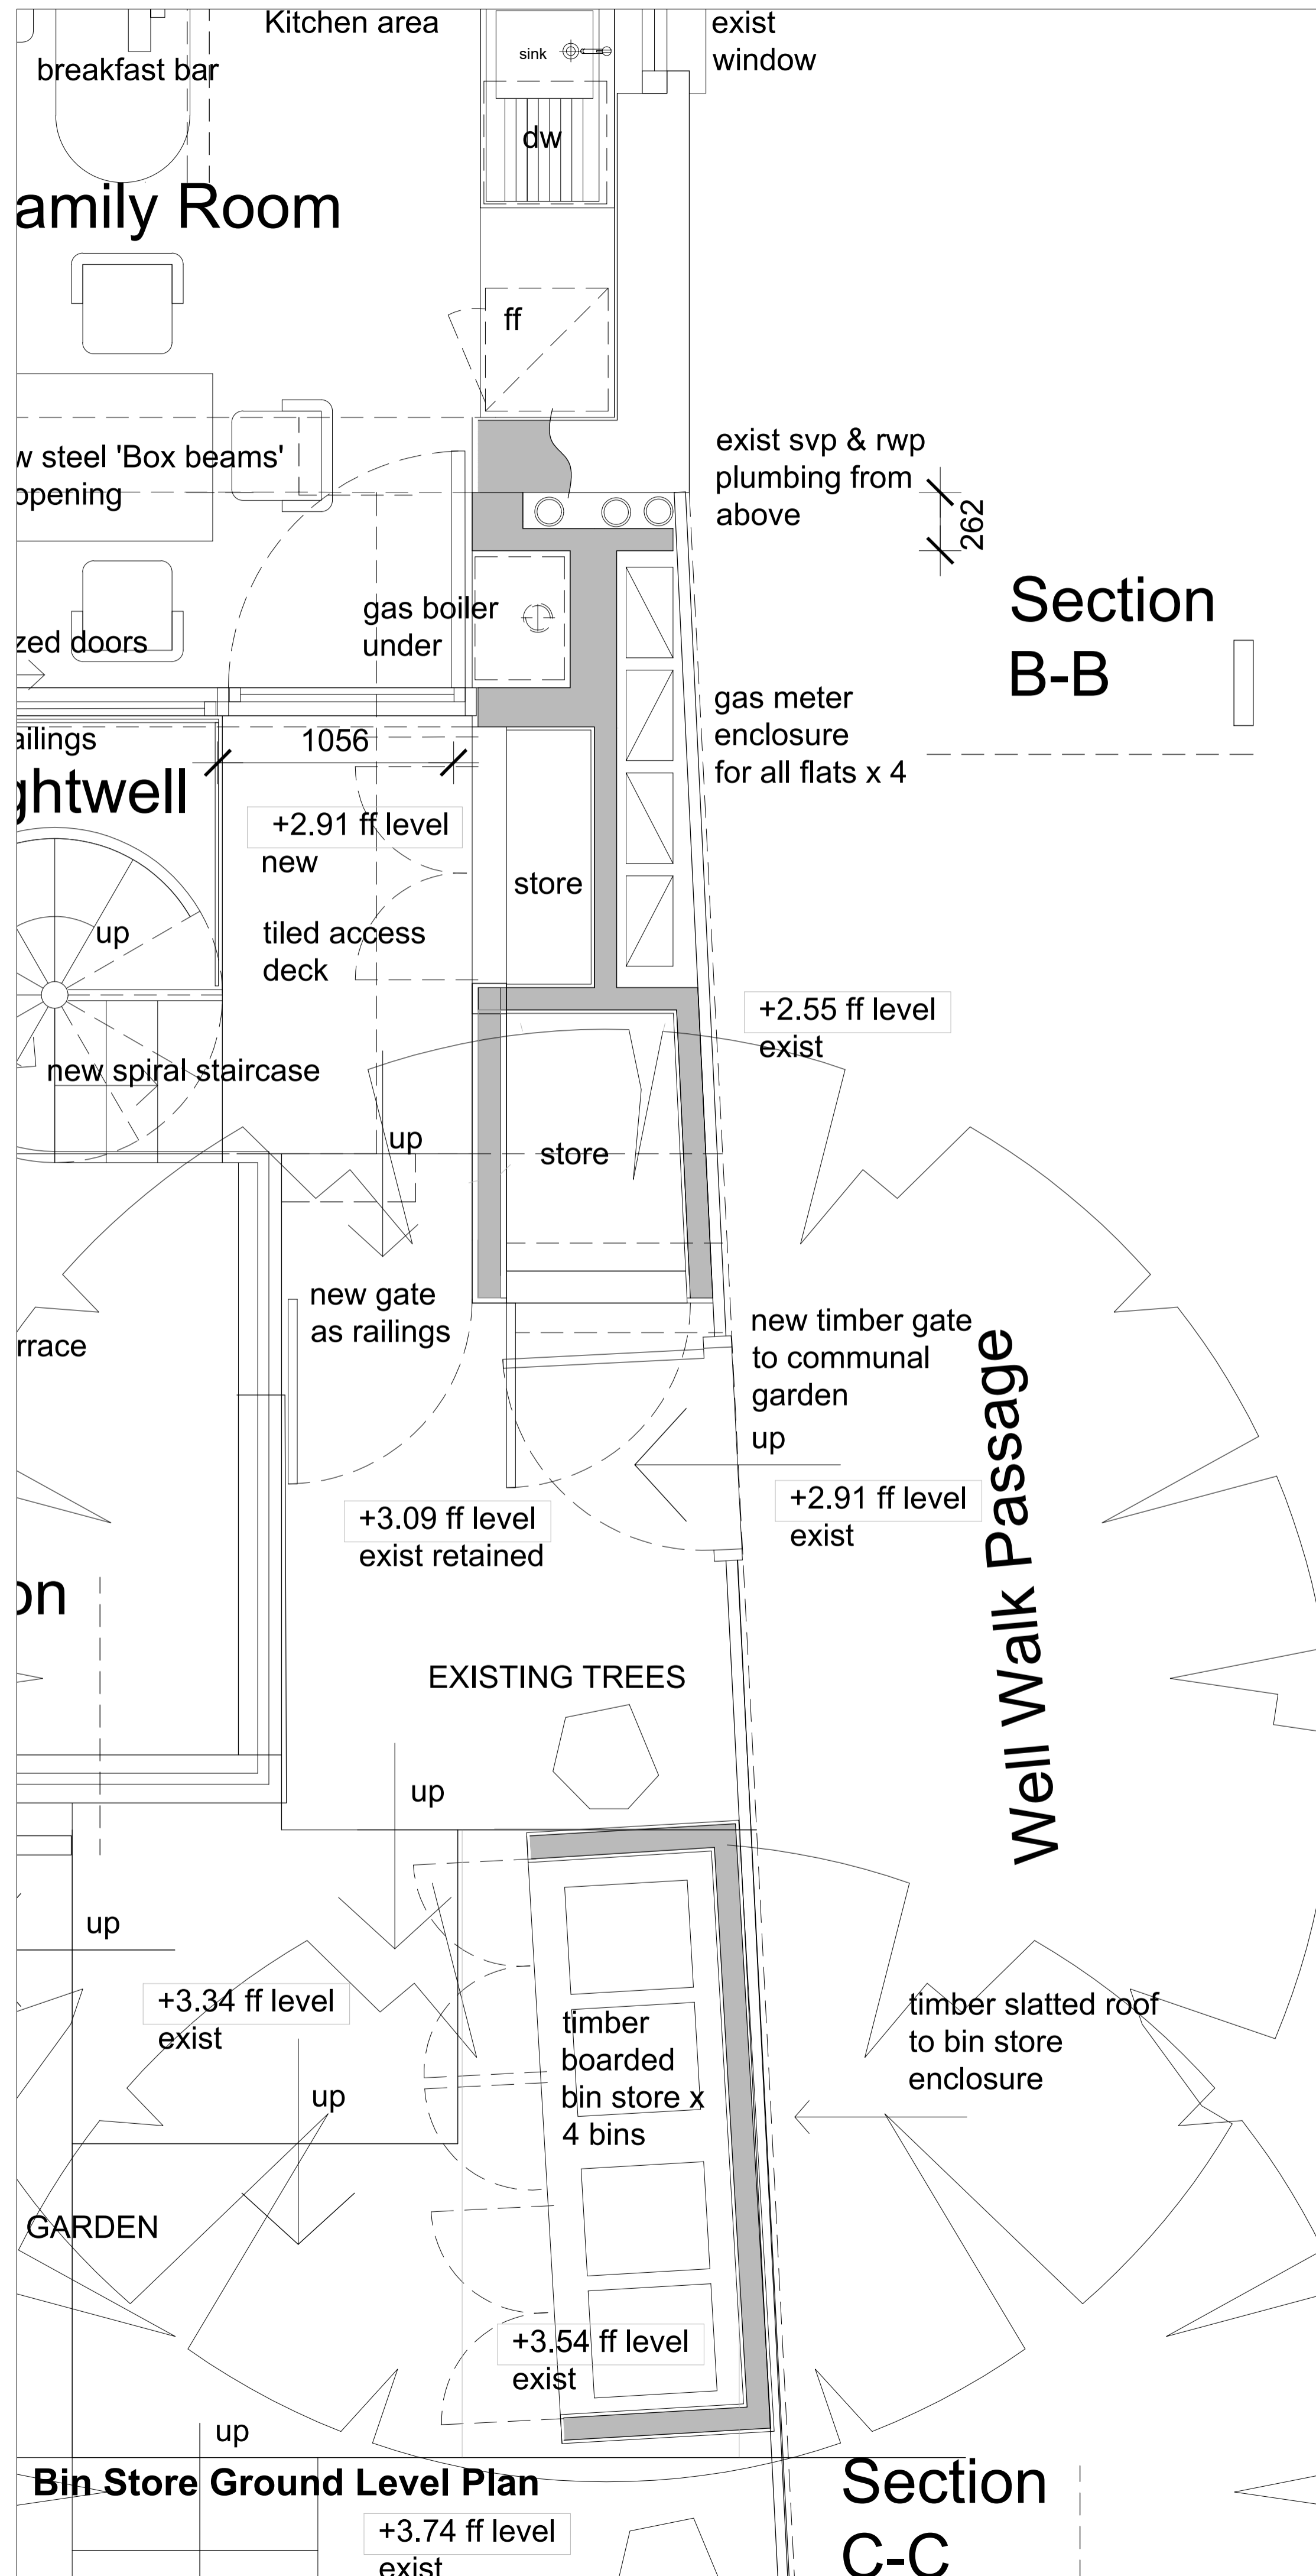 Kitchen area
exist
window
sink
breakfast bar
dw
amily Room
ff
w steel 'Box beams'
opening
exist svp & rwp
plumbing from
above
262
Section
B-B
gas boiler
under
zed doors
gas meter
enclosure
for all flats x 4
ailings
1056
ghtwell
+2.91 ff level
new
store
up
tiled access
deck
+2.55 ff level
exist
new spiral staircase
up
store
new gate
as railings
rrace
new timber gate
to communal
garden
up
Well Walk Passage
+3.09 ff level
exist retained
+2.91 ff level
exist
on
EXISTING TREES
up
up
+3.34 ff level
exist
timber
boarded
bin store x
4 bins
timber slatted roof
to bin store
enclosure
up
GARDEN
+3.54 ff level
exist
up
Bin Store Ground Level Plan
Section
C-C
+3.74 ff level
exist